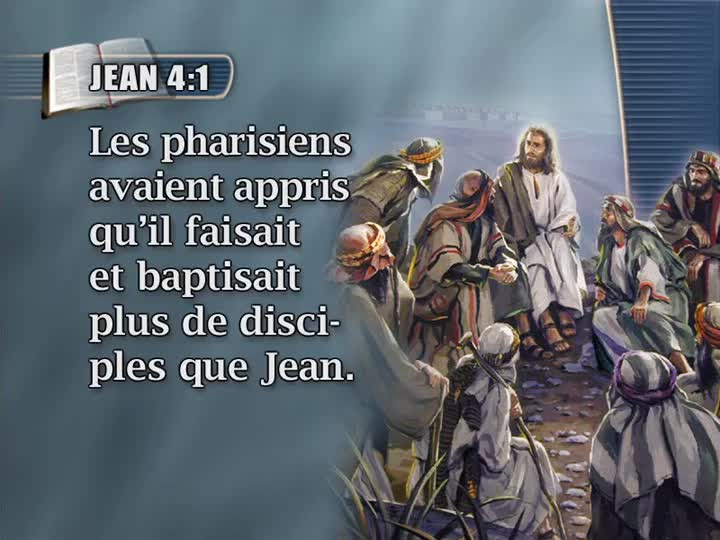 JEAN 4:1
Les pharisiens
avaient appris
qu’il faisait
et baptisait
plus de disci-
ples que Jean.